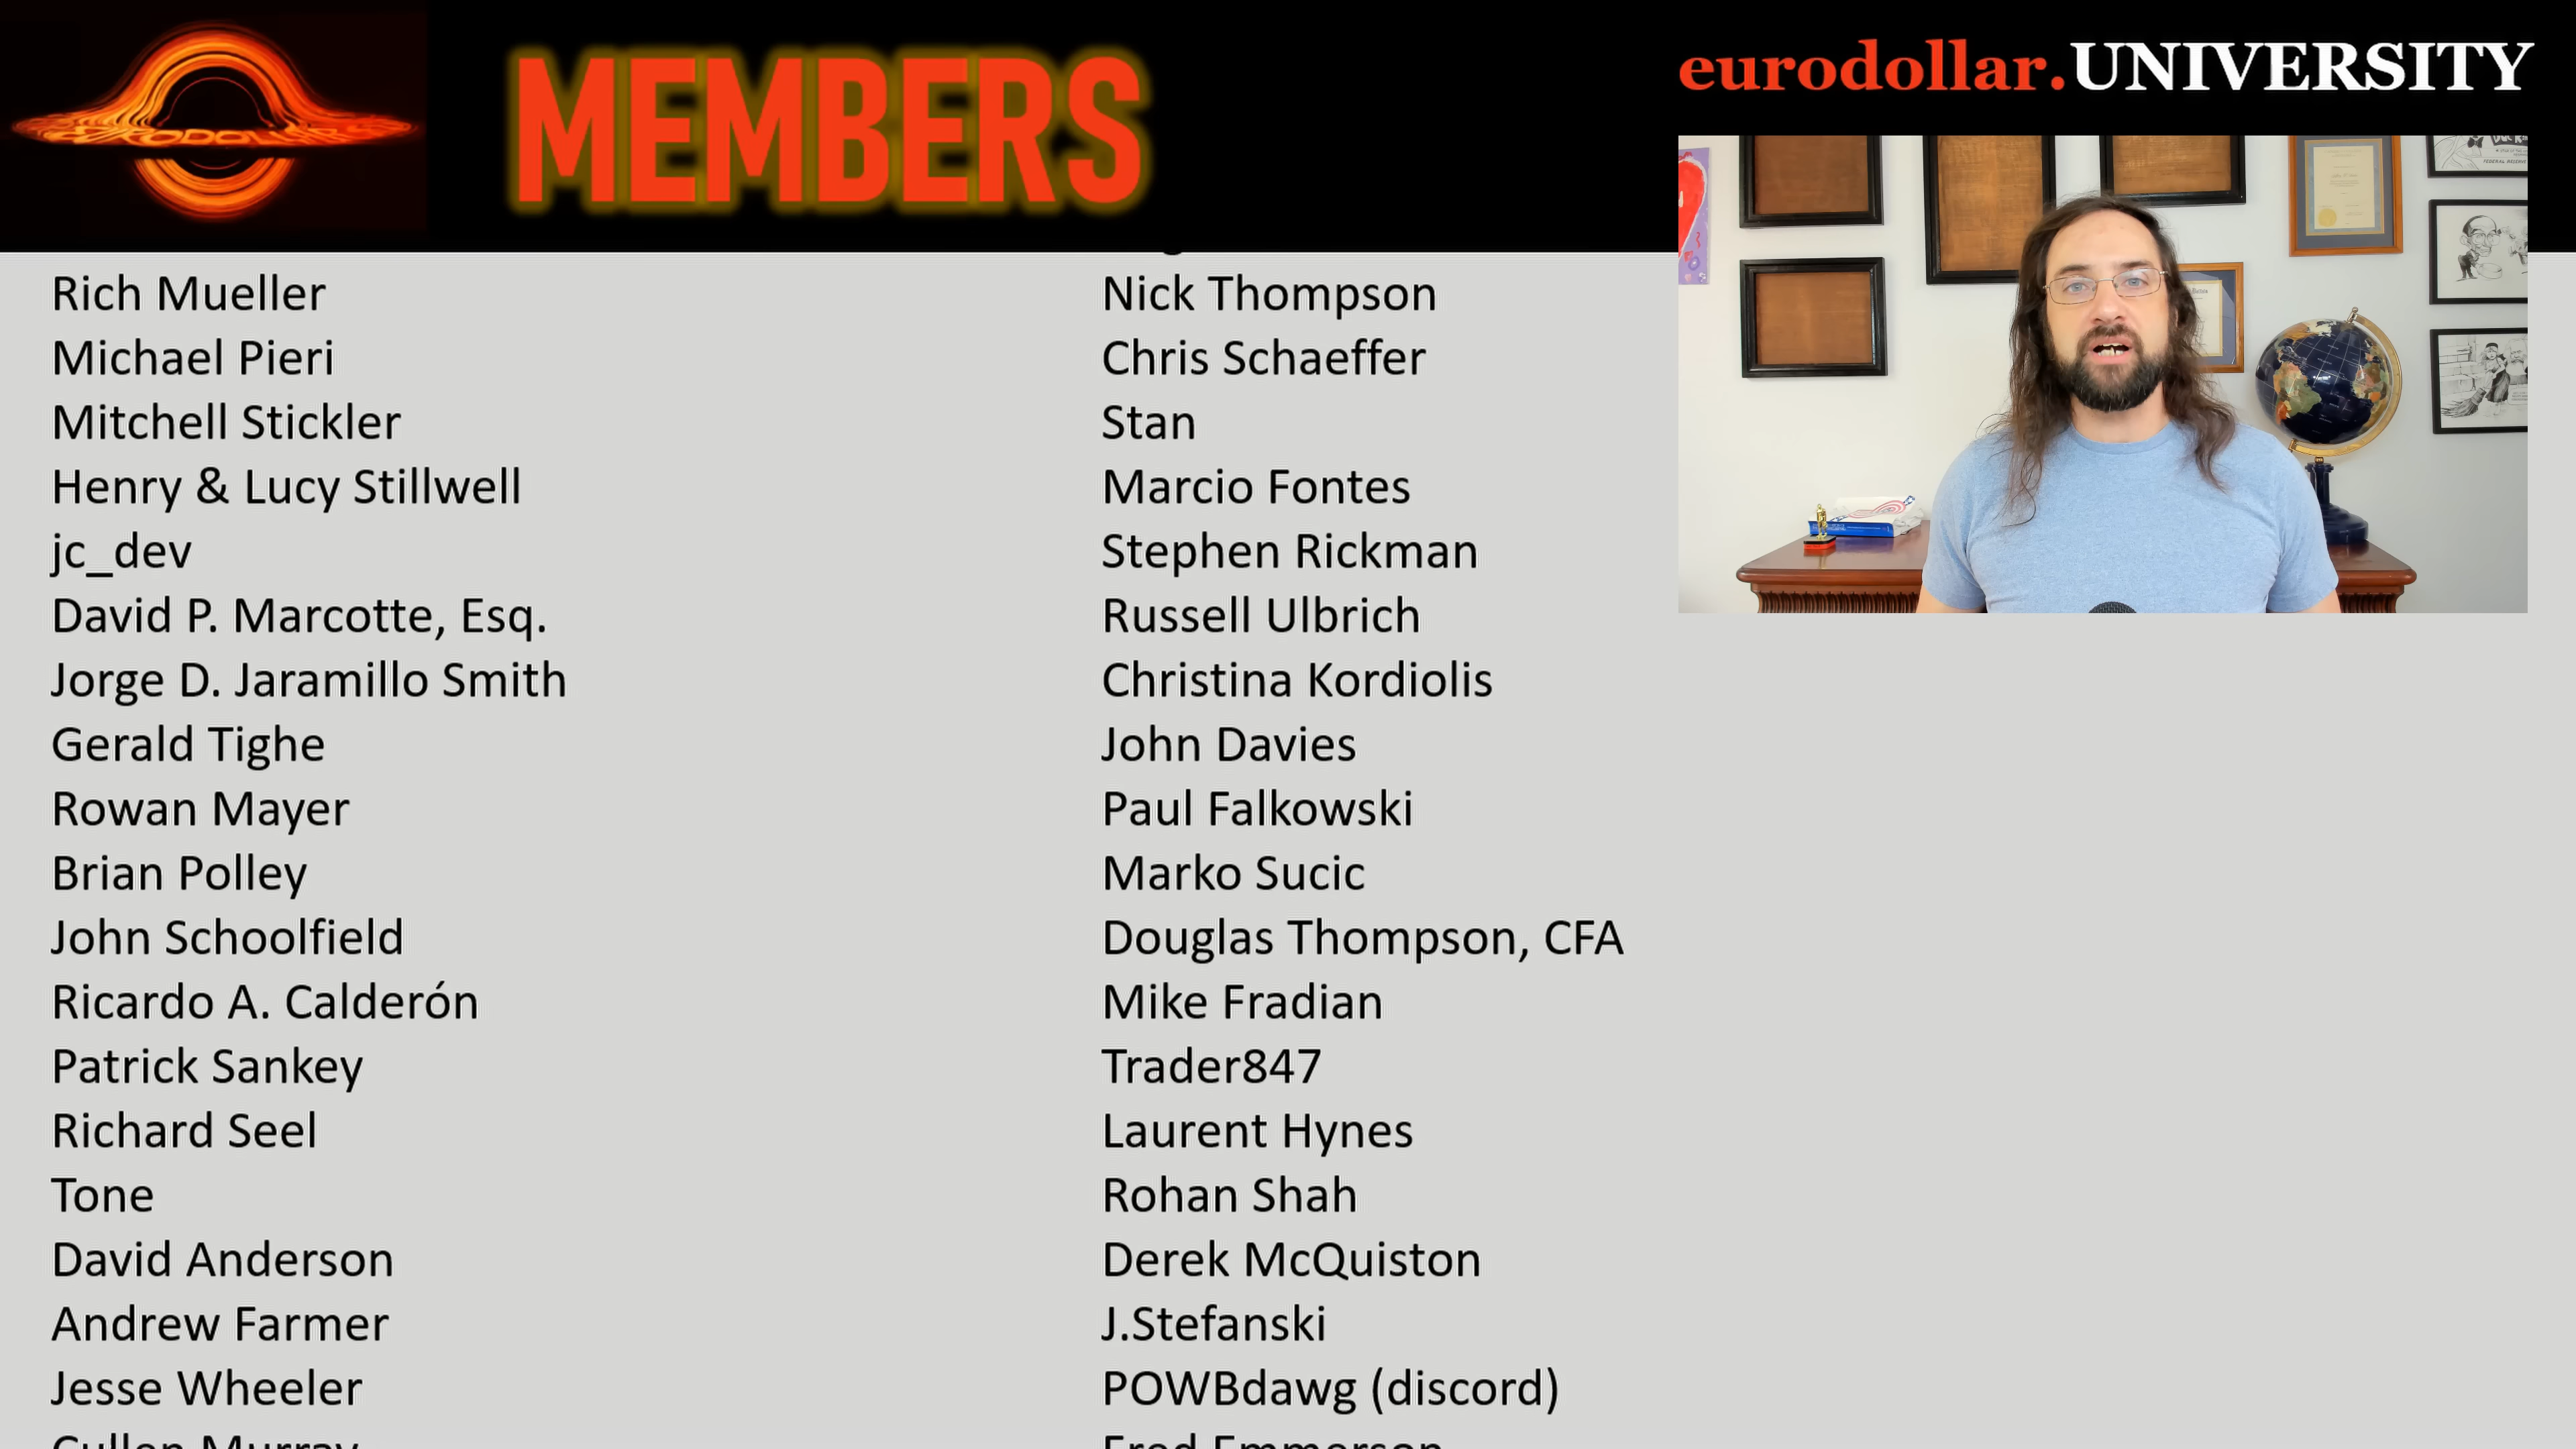 MEMBERS
eurodollar.UNIVERSITY
Rich Mueller
Michael Pieri
Mitchell Stickler
Henry & Lucy Stillwell
jc_dev
David P. Marcotte, Esq.
Jorge D. Jaramillo Smith
Gerald Tighe
Rowan Mayer
Brian Polley
John Schoolfield
Ricardo A. Calderón
Patrick Sankey
Richard Seel
Tone
David Anderson
Andrew Farmer
Jesse Wheeler
Nick Thompson
Chris Schaeffer
Stan
Marcio Fontes
Stephen Rickman
Russell Ulbrich
Christina Kordiolis
John Davies
Paul Falkowski
Marko Sucic
Douglas Thompson, CFA
Mike Fradian
Trader847
Laurent Hynes
Rohan Shah
Derek McQuiston
J.Stefanski
POWBdawg (discord)